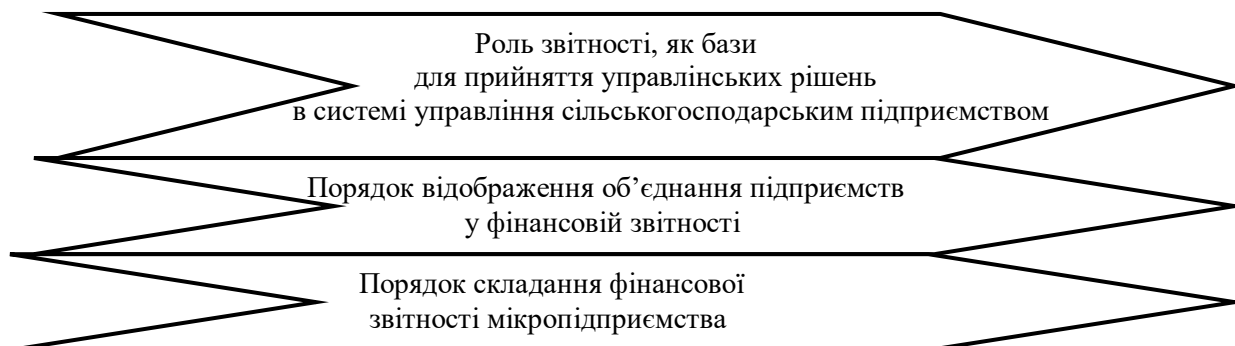 Роль звітності, як бази
для прийняття управлінських рішень
в системі управління сільськогосподарським підприємством
Порядок відображення об’єднання підприємств
у фінансовій звітності
Порядок складання фінансової
звітності мікропідприємства